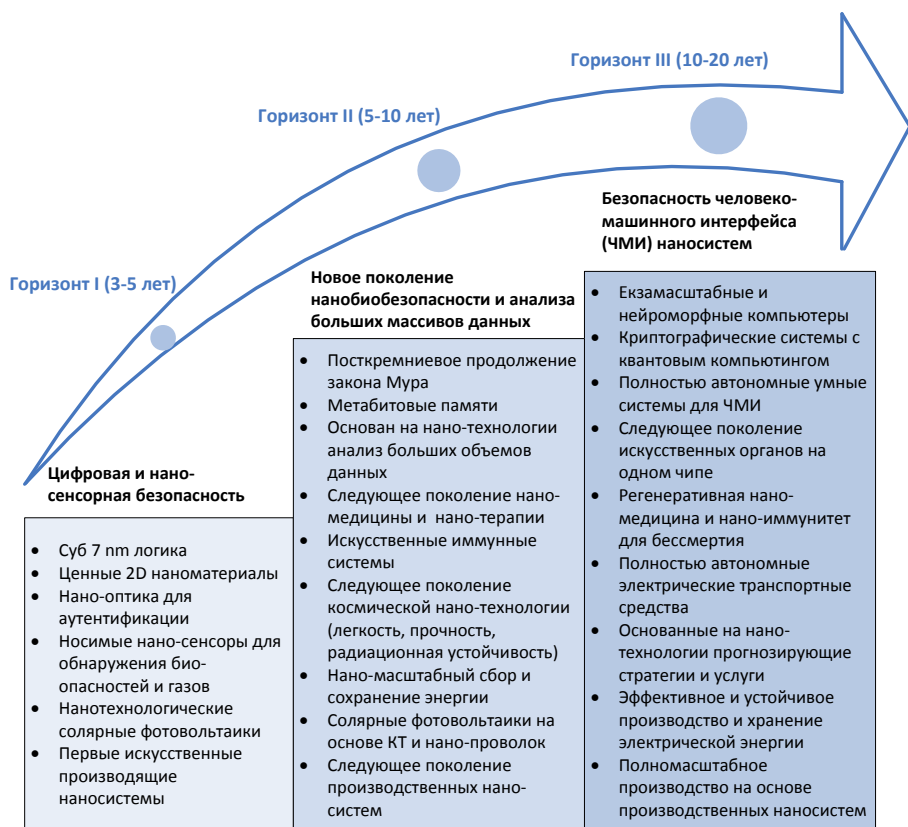 Горизонт III (10-20 лет)
Горизонт II (5-10 лет)
Горизонт I (3-5 лет)
Цифровая и нано-
сенсорная безопасность
• Суб 7 nm логика
• Ценные 2D наноматериалы
• Нано-оптика для
аутентификации
• Носимые нано-сенсоры для
обнаружения био-
опасностей и газов
• Нанотехнологические
солярные фотовольтаики
• Первые искусственные
производящие
наносистемы
Новое поколение
нанобиобезопасности и анализа
больших массивов данных
• Посткремниевое продолжение
закона Мура
• Метабитовые памяти
• Основан на нано-технологии
анализ больших объемов
данных
• Следующее поколение нано-
медицины и нано-терапии
• Искусственные иммунные
системы
• Следующее поколение
космической нано-технологии
(легкость, прочность,
радиационная устойчивость)
• Нано-масштабный сбор и
сохранение энергии
• Солярные фотовольтаики на
основе КТ и нано-проволок
• Следующее поколение
производственных нано-
систем
Безопасность человеко-
машинного интерфейса
(ЧМИ) наносистем
• Екзамасштабные и
нейроморфные компьютеры
• Криптографические системы с
квантовым компьютингом
• Полностью автономные умные
системы для ЧМИ
• Следующее поколение
искусственных органов на
одном чипе
• Регенеративная нано-
медицина и нано-иммунитет
для бессмертия
• Полностью автономные
электрические транспортные
средства
• Основанные на нано-
технологии прогнозирующие
стратегии и услуги
• Эффективное и устойчивое
производство и хранение
электрической энергии
• Полномасштабное
производство на основе
производственных наносистем